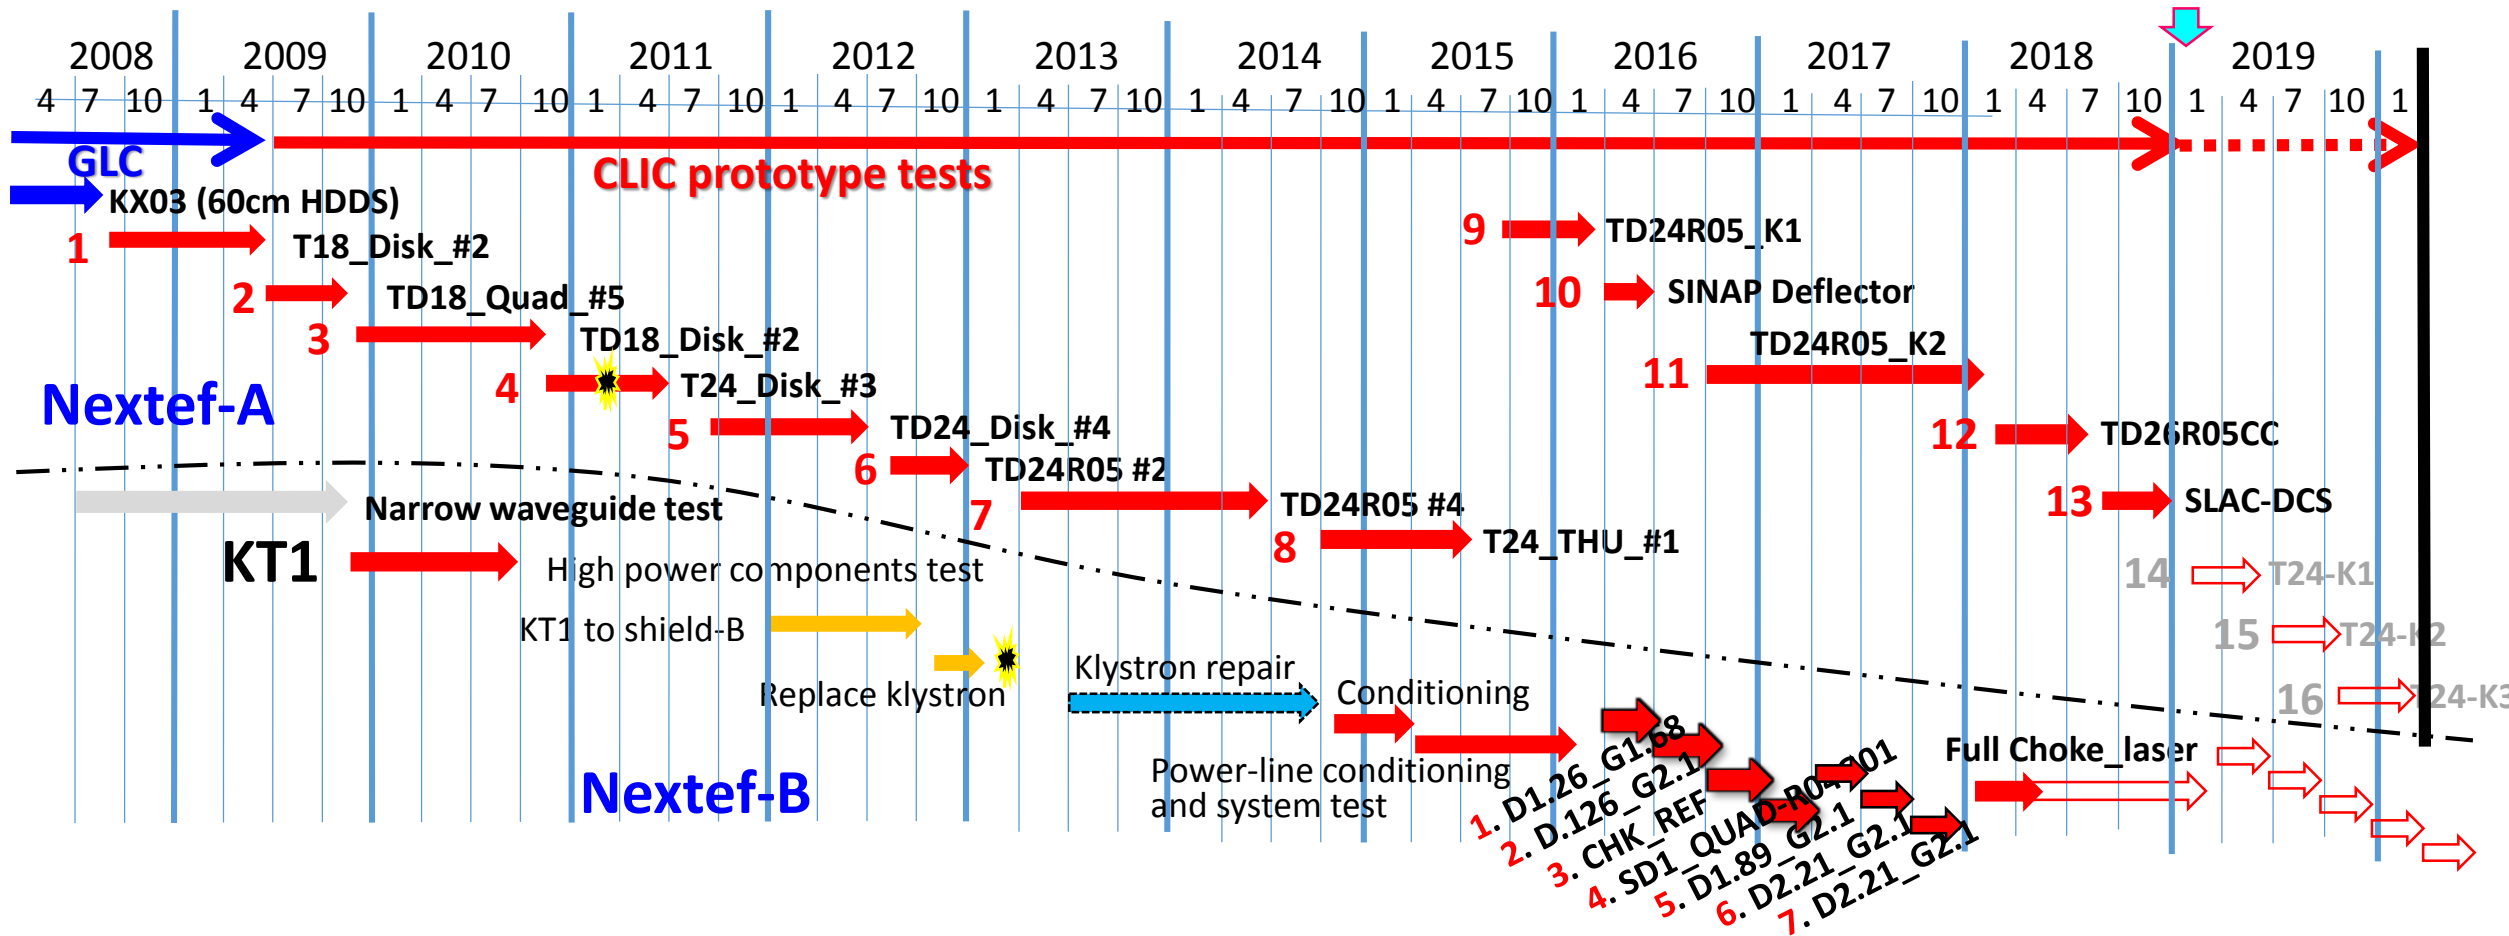 2008 2009 2010 2011 2012 2013 2014 2015 2016 2017 2018 2019
4 7 10 1 4 7 10 1 4 7 10 1 4 7 10 1 4 7 10 1 4 7 10 1 4 7 10 1 4 7 10 1 4 7 10 1 4 7 10 1 4 7 10 1 4 7 10 1
GLC
CLIC prototype tests
KX03 (60cm HDDS)
1 T18_Disk_#2
2 TD18_Quad_#5
3 TD18_Disk_#2
4 T24_Disk_#3
5 TD24_Disk_#4
6 TD24R05 #2
7 TD24R05 #4
8 T24_THU_#1
9 TD24R05_K1
10 SINAP Deflector
11 TD24R05_K2
12 TD26R05CC
13 SLAC-DCS
14 T24-K1
15 T24-K2
16 T24-K3
Nextef-A
Narrow waveguide test
KT1
High power components test
KT1 to shield-B
Replace klystron
Klystron repair
Conditioning
Power-line conditioning
and system test
Nextef-B
Full Choke_laser
1. D1.26_G1.68
2. D.126_G2.1
3. CHK_REF
4. SD1_QUAD-R04G01
5. D1.89_G2.1
6. D2.21_G2.1
7. D2.21_G2.1